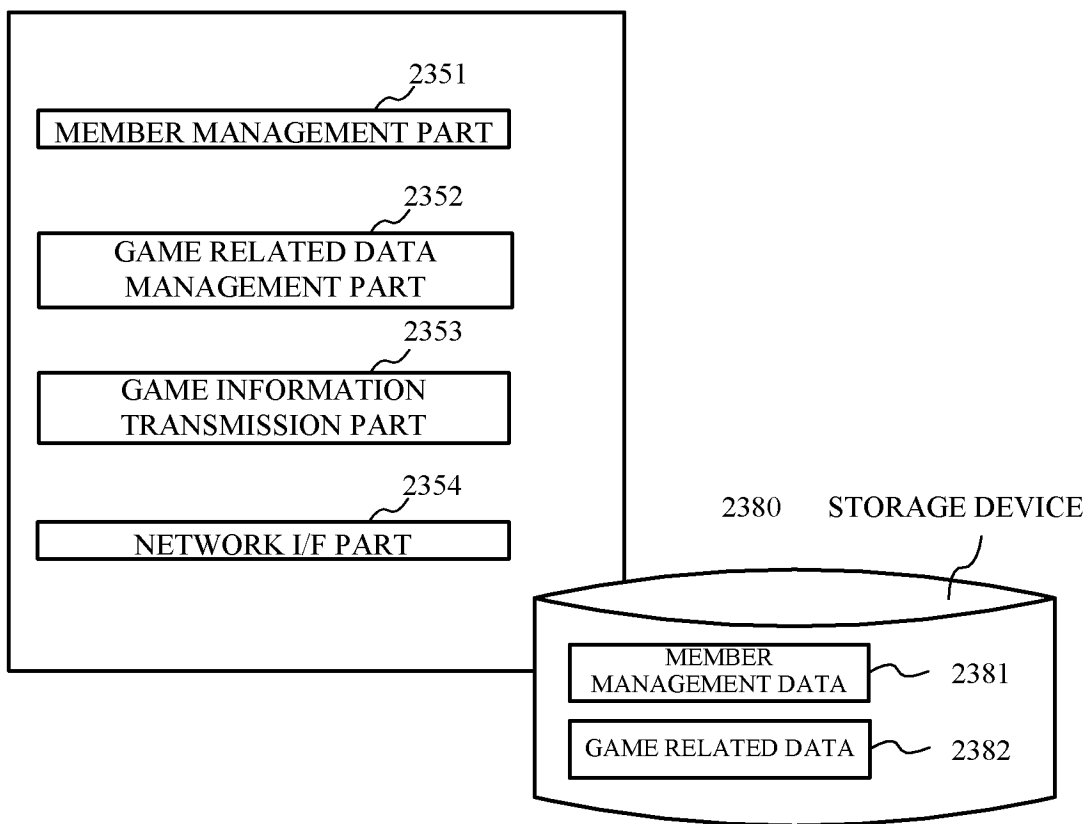 2351
MEMBER MANAGEMENT PART
2352
GAME RELATED DATA
MANAGEMENT PART
2353
GAME INFORMATION
TRANSMISSION PART
2354
NETWORK I/F PART
2380 STORAGE DEVICE
MEMBER
MANAGEMENT DATA
2381
GAME RELATED DATA
2382